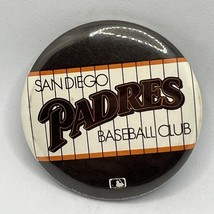 SAN DIEGO
PADRES
BASEBALL CLUB